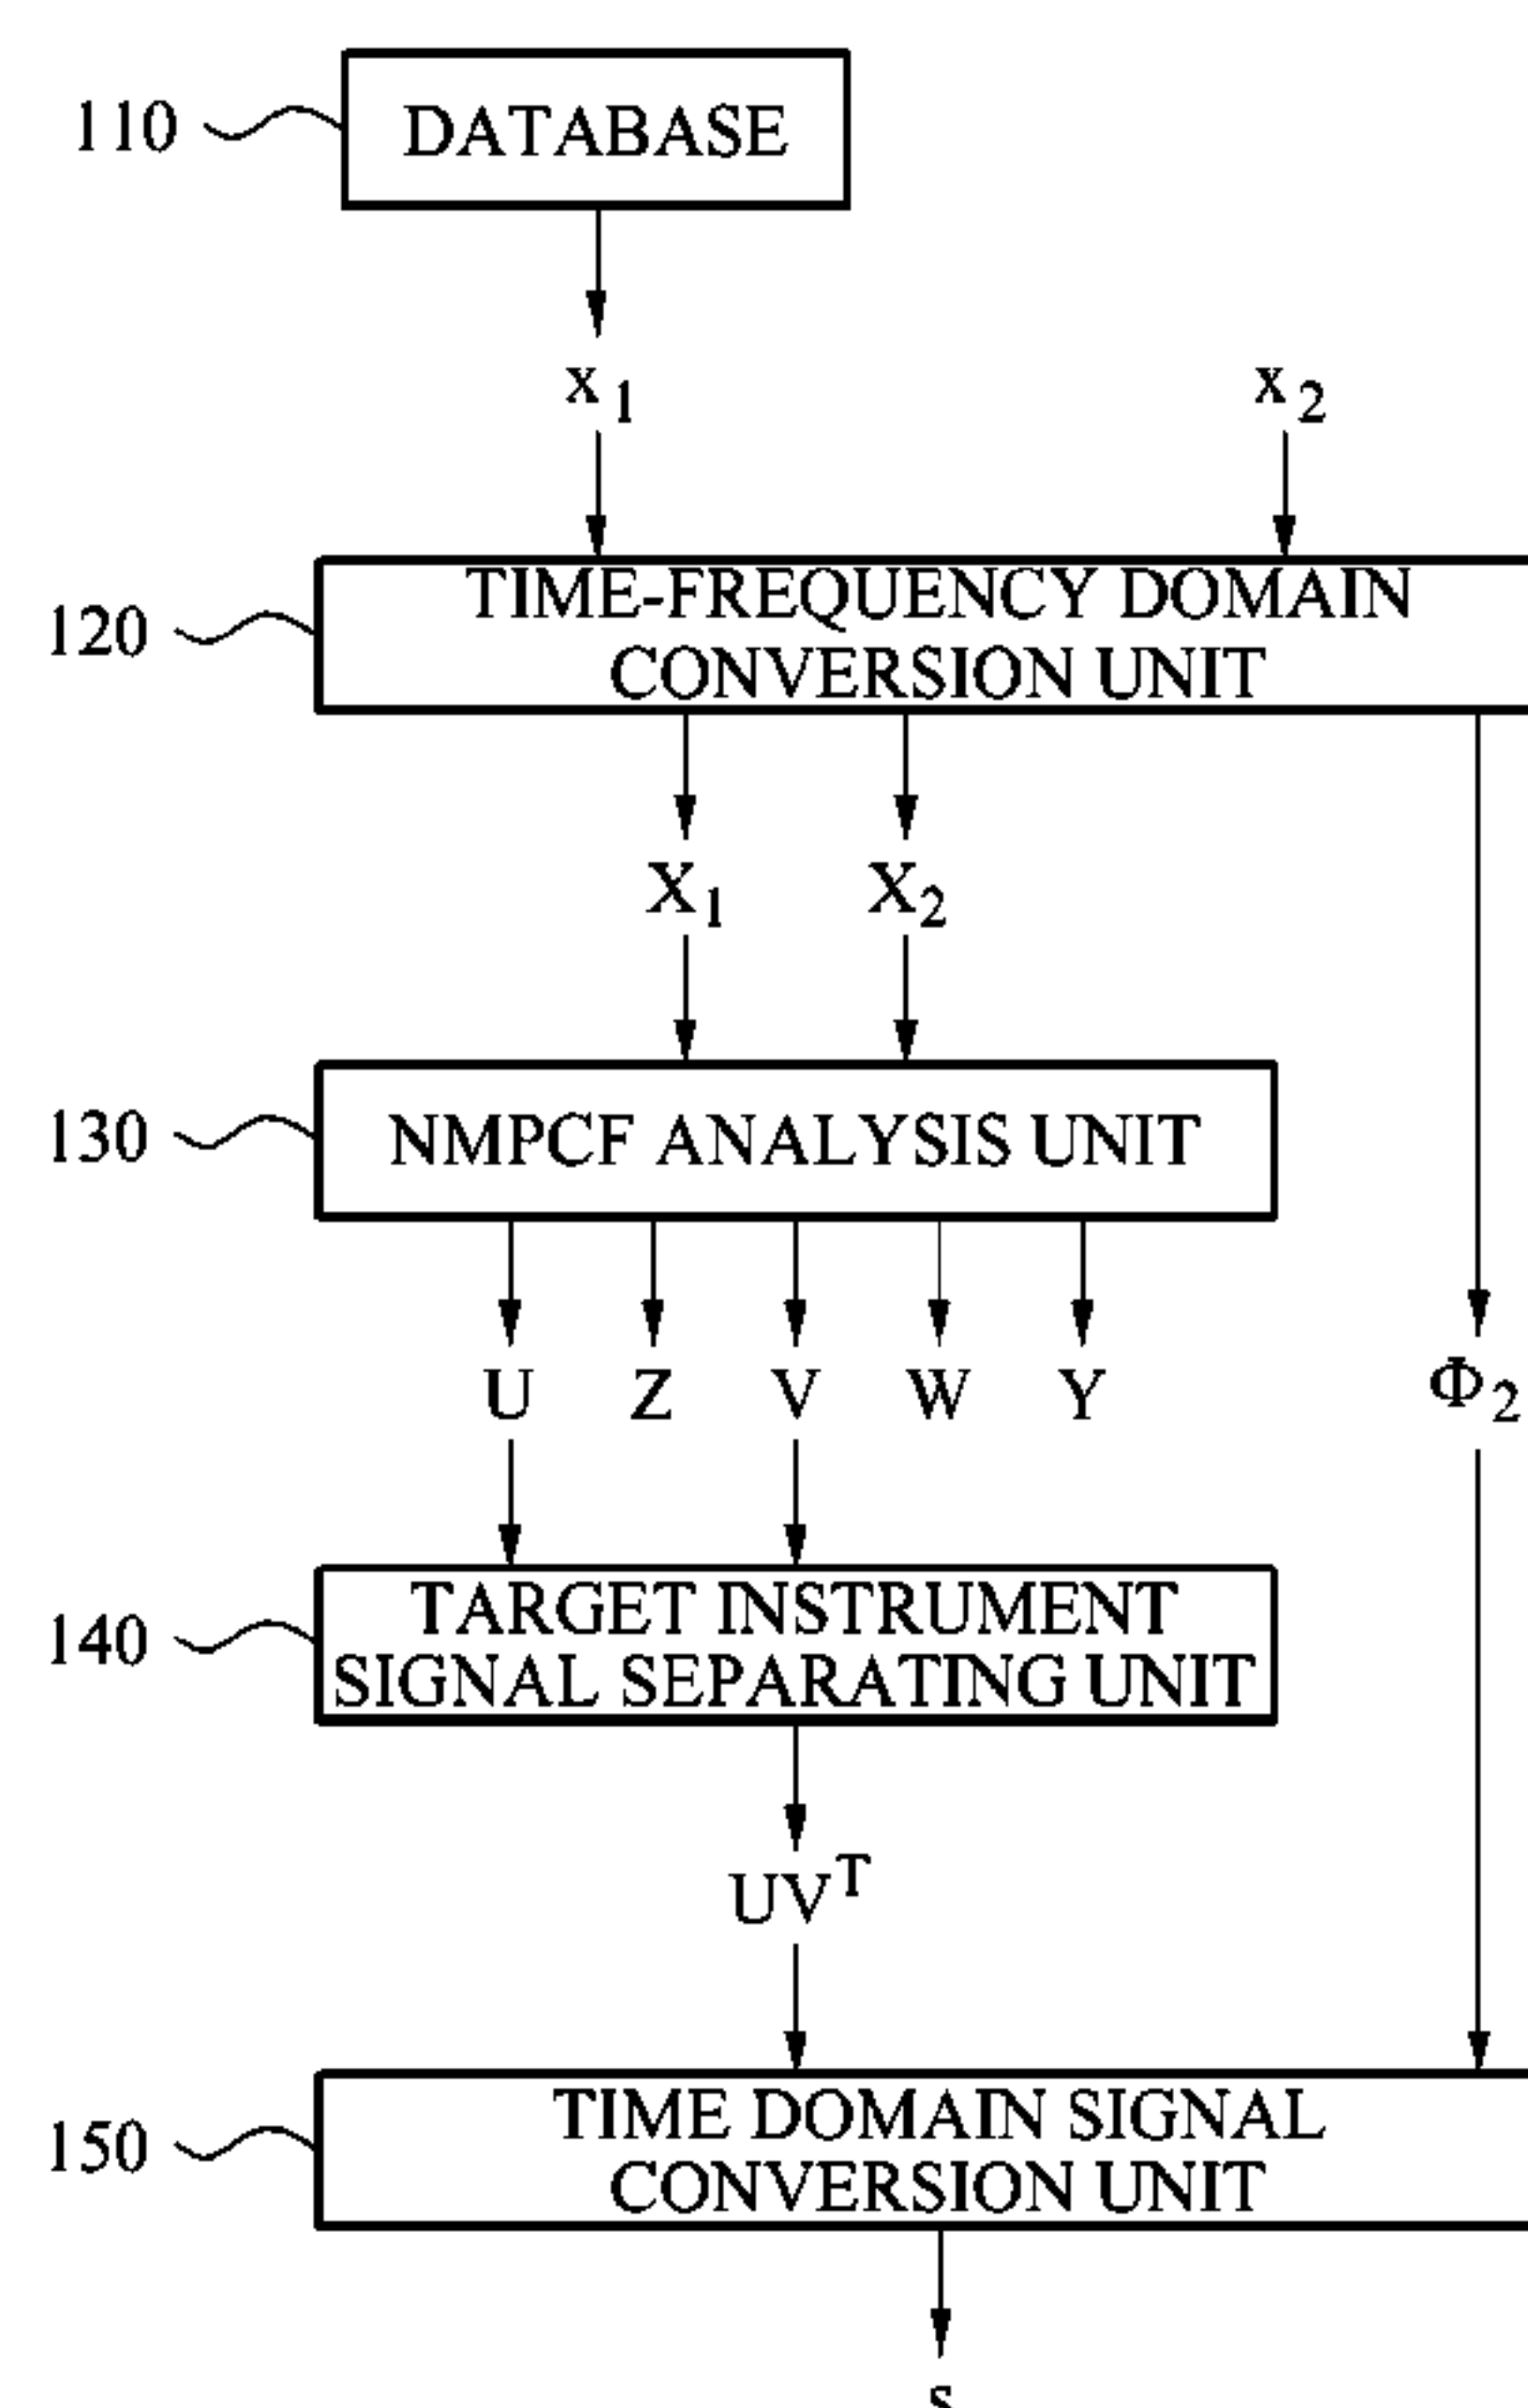 110 DATABASE
x1 x2
120 TIME-FREQUENCY DOMAIN
CONVERSION UNIT
X1 X2
130 NMPCF ANALYSIS UNIT
U Z V W Y Φ2
140 TARGET INSTRUMENT
SIGNAL SEPARATING UNIT
UV^T
150 TIME DOMAIN SIGNAL
CONVERSION UNIT
s